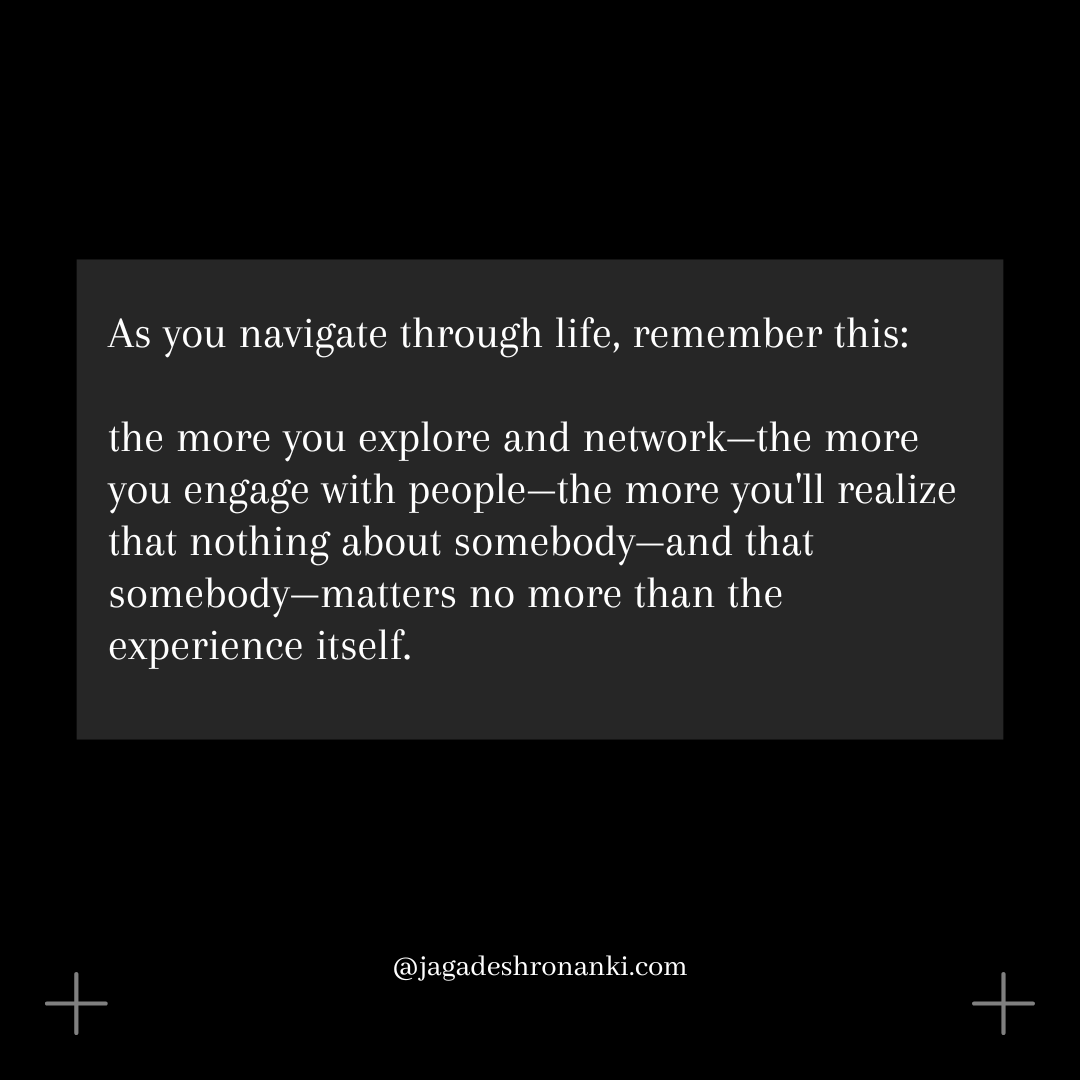 As you navigate through life, remember this:
the more you explore and network—the more
you engage with people—the more you'll realize
that nothing about somebody—and that
somebody—matters no more than the
experience itself.
@jagadeshronanki.com